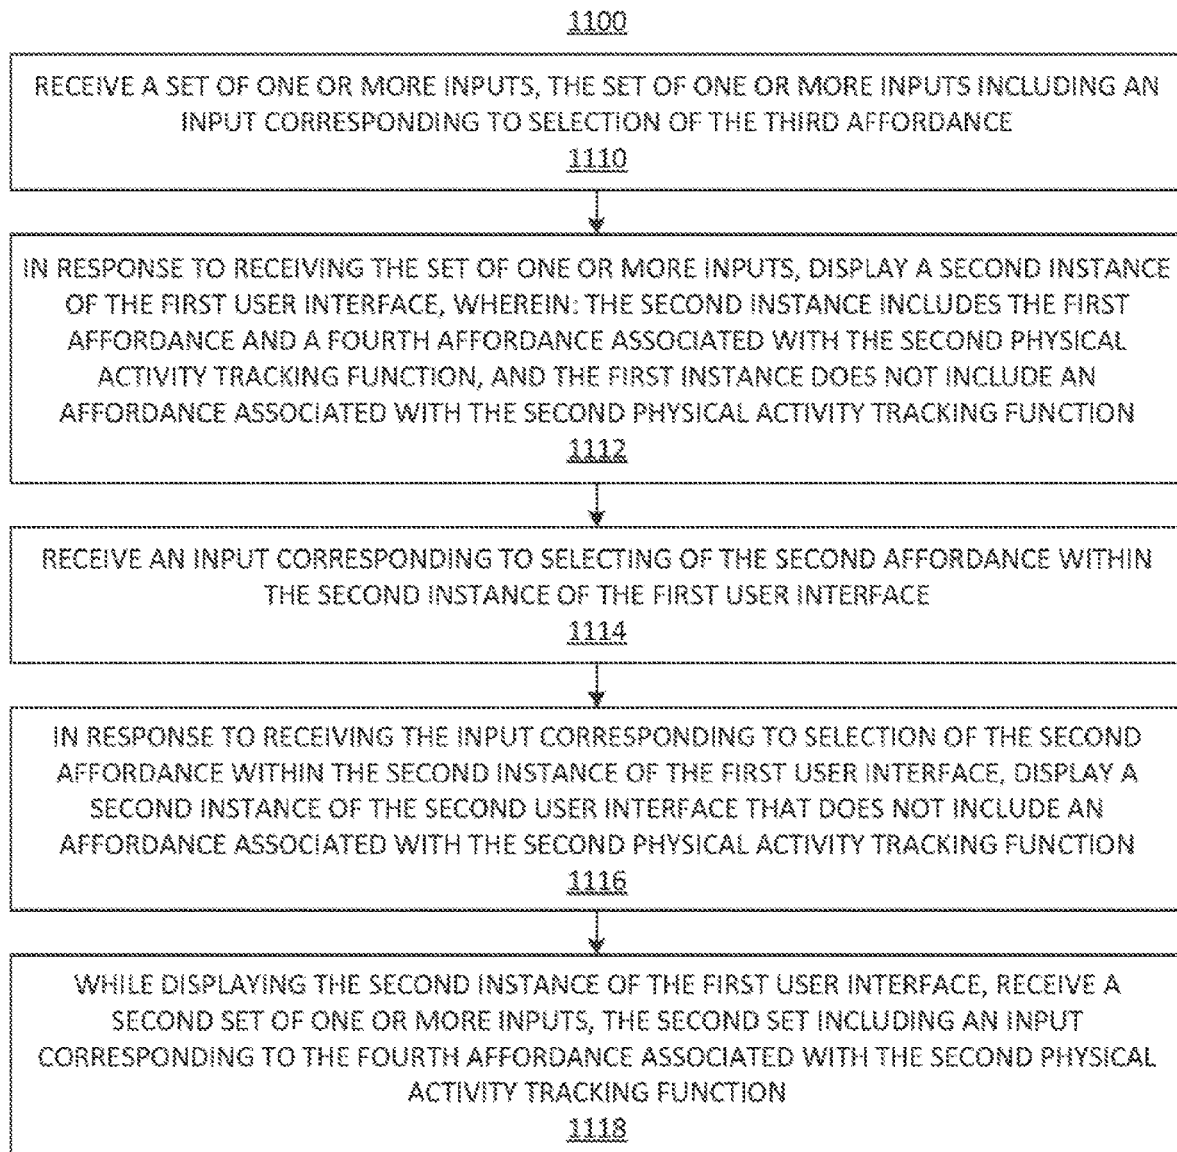 1100
RECEIVE A SET OF ONE OR MORE INPUTS, THE SET OF ONE OR MORE INPUTS INCLUDING AN
INPUT CORRESPONDING TO SELECTION OF THE THIRD AFFORDANCE
1110
IN RESPONSE TO RECEIVING THE SET OF ONE OR MORE INPUTS, DISPLAY A SECOND INSTANCE
OF THE FIRST USER INTERFACE, WHEREIN: THE SECOND INSTANCE INCLUDES THE FIRST
AFFORDANCE AND A FOURTH AFFORDANCE ASSOCIATED WITH THE SECOND PHYSICAL
ACTIVITY TRACKING FUNCTION, AND THE FIRST INSTANCE DOES NOT INCLUDE AN
AFFORDANCE ASSOCIATED WITH THE SECOND PHYSICAL ACTIVITY TRACKING FUNCTION
1112
RECEIVE AN INPUT CORRESPONDING TO SELECTING OF THE SECOND AFFORDANCE WITHIN
THE SECOND INSTANCE OF THE FIRST USER INTERFACE
1114
IN RESPONSE TO RECEIVING THE INPUT CORRESPONDING TO SELECTION OF THE SECOND
AFFORDANCE WITHIN THE SECOND INSTANCE OF THE FIRST USER INTERFACE, DISPLAY A
SECOND INSTANCE OF THE SECOND USER INTERFACE THAT DOES NOT INCLUDE AN
AFFORDANCE ASSOCIATED WITH THE SECOND PHYSICAL ACTIVITY TRACKING FUNCTION
1116
WHILE DISPLAYING THE SECOND INSTANCE OF THE FIRST USER INTERFACE, RECEIVE A
SECOND SET OF ONE OR MORE INPUTS, THE SECOND SET INCLUDING AN INPUT
CORRESPONDING TO THE FOURTH AFFORDANCE ASSOCIATED WITH THE SECOND PHYSICAL
ACTIVITY TRACKING FUNCTION
1118